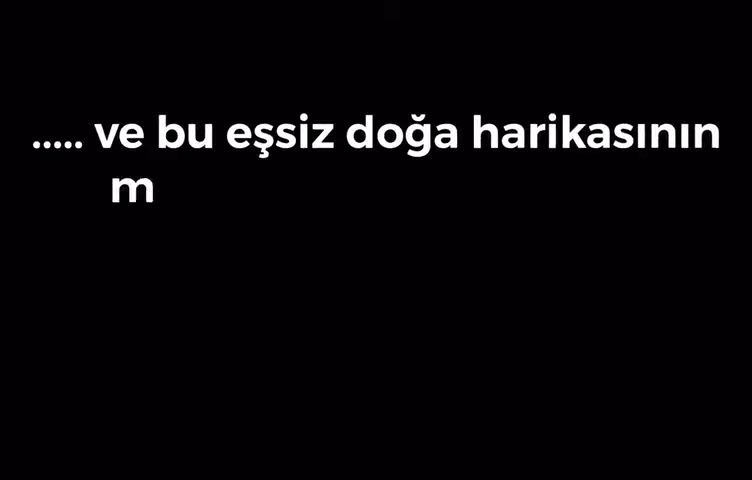 ..... ve bu eşsiz doğa harikasının
m